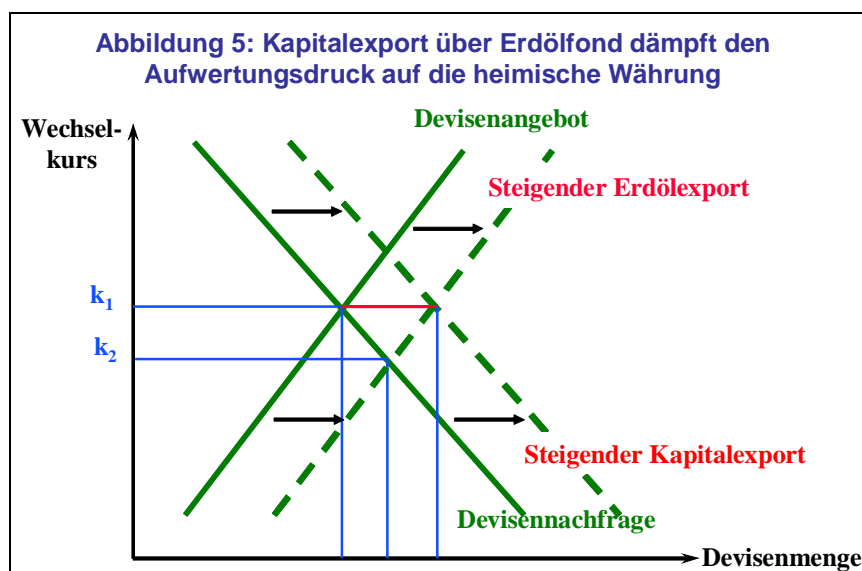 Abbildung 5: Kapitalexport über Erdölfond dämpft den
Aufwertungsdruck auf die heimische Währung
Wechsel-
kurs
Devisenangebot
Steigender Erdölexport
k1
k2
Steigender Kapitalexport
Devisennachfrage
Devisenmenge